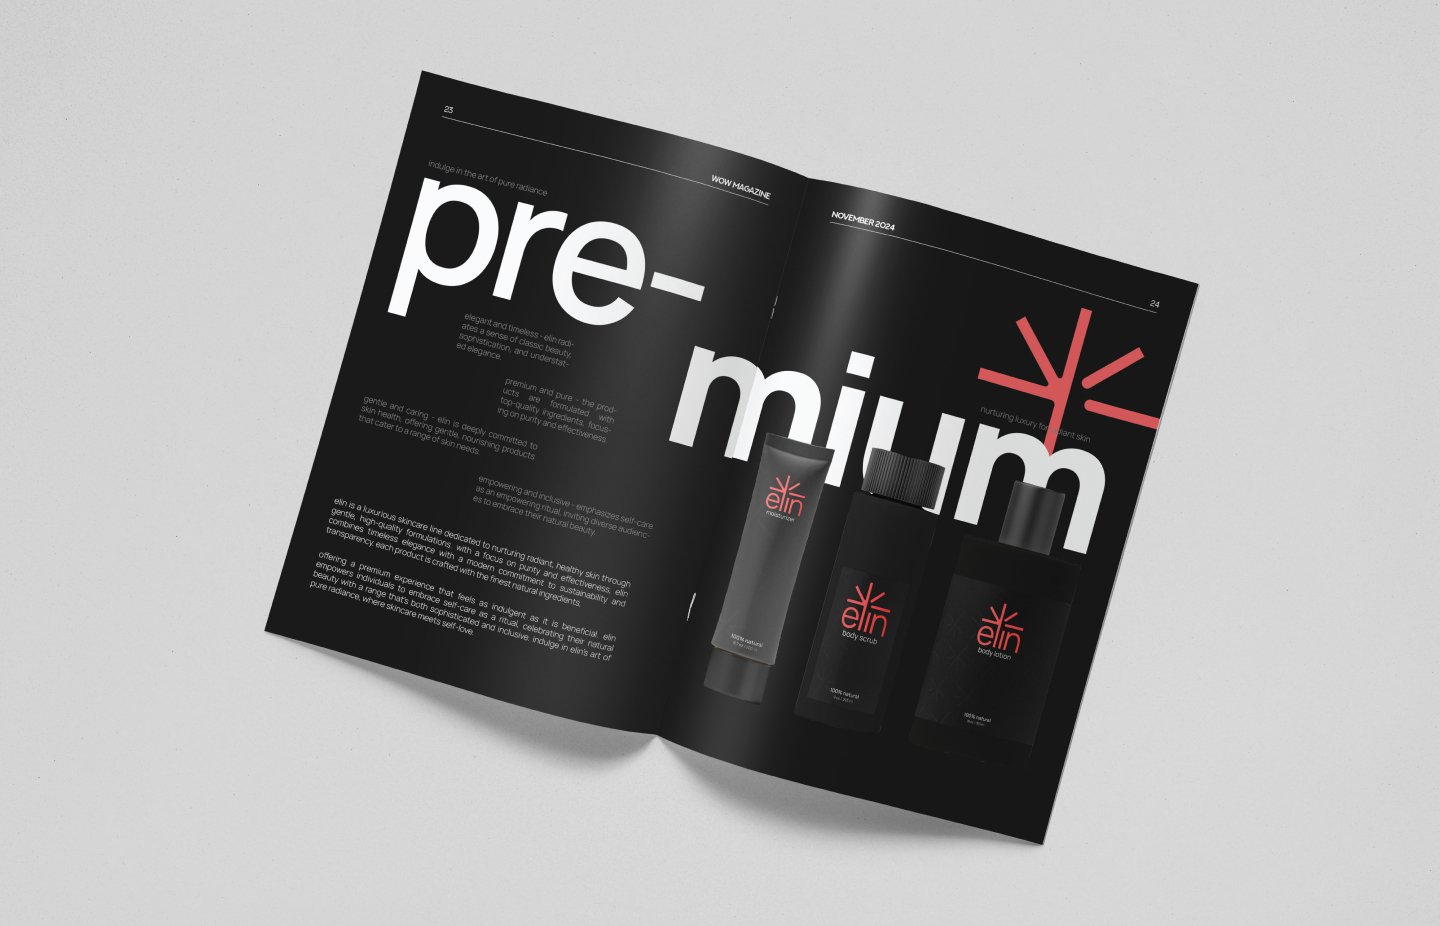 23
WOW MAGAZINE
indulge in the art of pure radiance
pre-
elegant and timeless - elin radi-
ates a sense of classic beauty,
sophistication, and understat-
ed elegance.
premium and pure - the prod-
ucts are formulated with
top-quality ingredients, focus-
ing on purity and effectiveness.
gentle and caring - elin is deeply committed to
skin health, offering gentle, nourishing products
that cater to a range of skin needs.
empowering and inclusive - emphasizes self-care
as an empowering ritual, inviting diverse audienc-
es to embrace their natural beauty.
elin is a luxurious skincare line dedicated to nurturing radiant, healthy skin through
gentle, high-quality formulations. with a focus on purity and effectiveness, elin
combines timeless elegance with a modern commitment to sustainability and
transparency. each product is crafted with the finest natural ingredients,
offering a premium experience that feels as indulgent as it is beneficial. elin
empowers individuals to embrace self-care as a ritual, celebrating their natural
beauty with a range that's both sophisticated and inclusive. indulge in elin's art of
pure radiance, where skincare meets self-love.
NOVEMBER 2024
24
nurturing luxury for radiant skin
mium
elin
moisturizer
100% natural
elin
body scrub
100% natural
elin
body lotion
100% natural